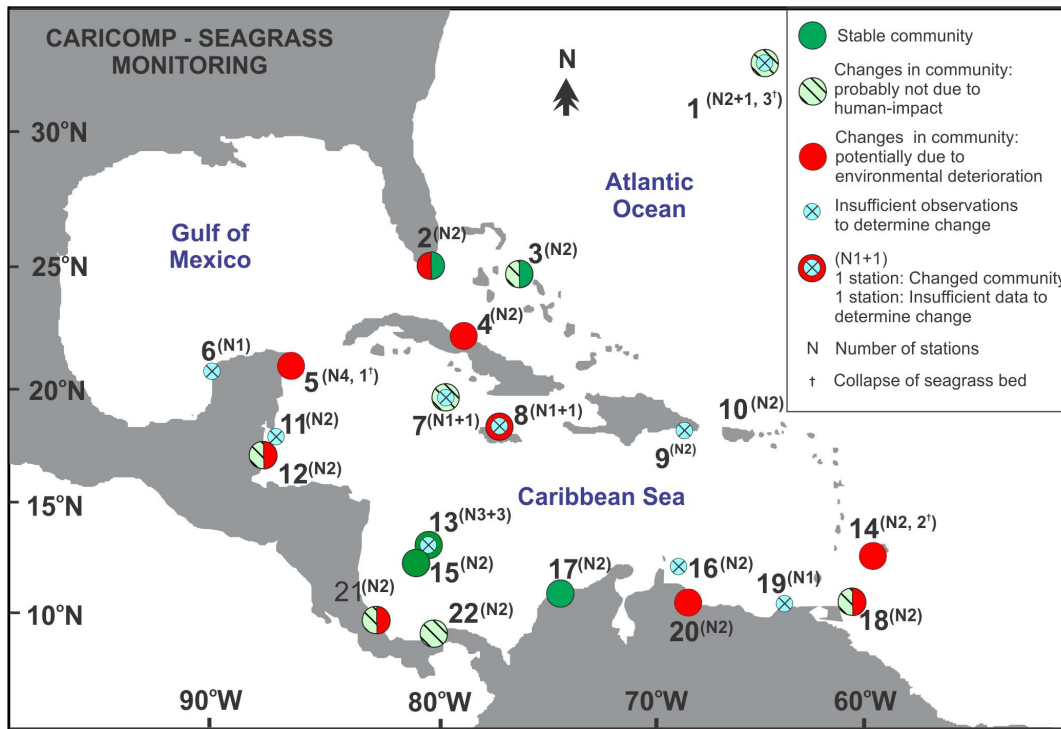 CARICOMP - SEAGRASS
MONITORING
N
1(N2+1, 3†)
30°N
Atlantic
Ocean
Gulf of
Mexico
2(N2)
3(N2)
25°N
4(N2)
6(N1)
5(N4, 1†)
20°N
7(N1+1)
8(N1+1)
10(N2)
9(N2)
11(N2)
12(N2)
Caribbean Sea
15°N
13(N3+3)
14(N2, 2†)
15(N2)
17(N2)
16(N2)
19(N1)
21(N2)
10°N
22(N2)
20(N2)
18(N2)
90°W
80°W
70°W
60°W
Stable community
Changes in community:
probably not due to
human-impact
Changes in community:
potentially due to
environmental deterioration
Insufficient observations
to determine change
(N1+1)
1 station: Changed community
1 station: Insufficient data to
determine change
N Number of stations
† Collapse of seagrass bed